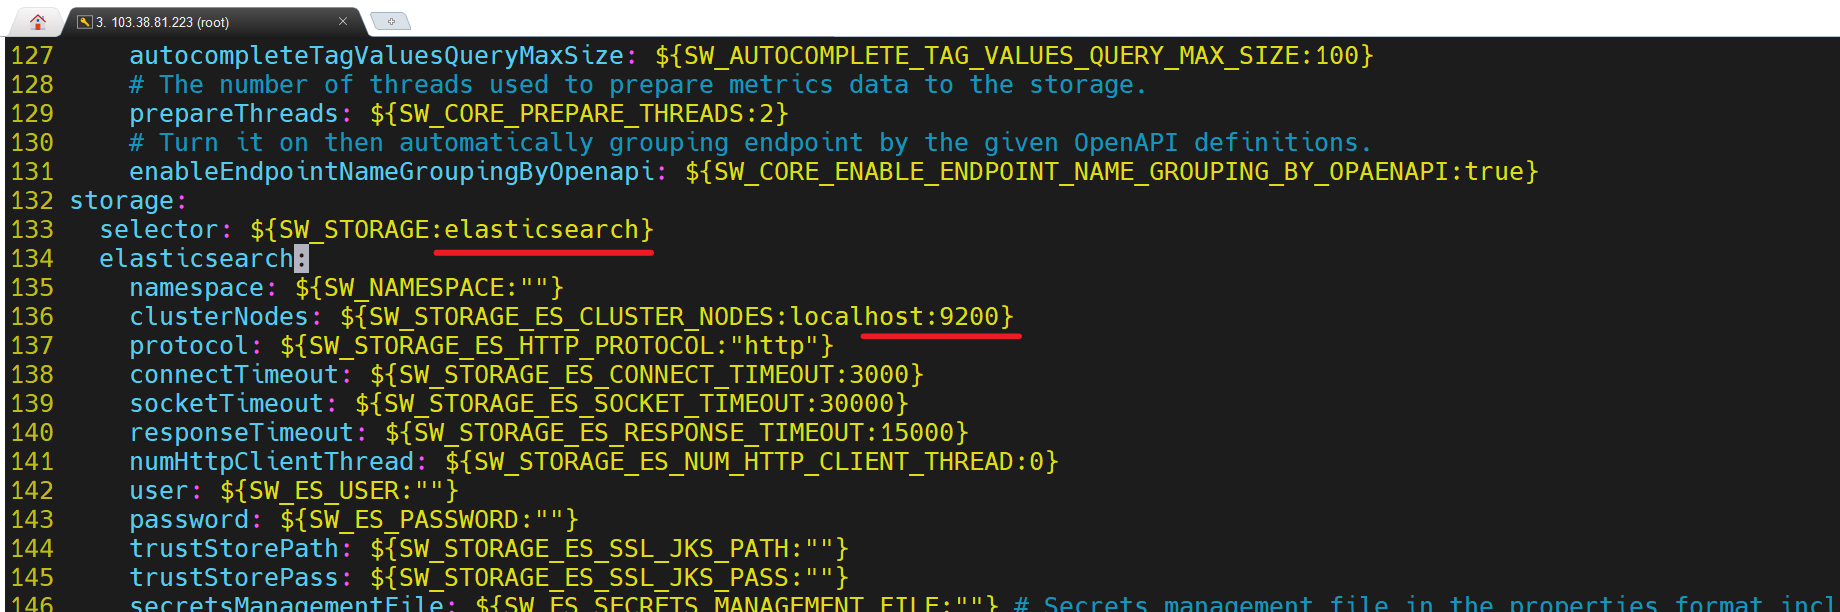 3. 103.38.81.223 (root)
127 autocompleteTagValuesQueryMaxSize: ${SW_AUTOCOMPLETE_TAG_VALUES_QUERY_MAX_SIZE:100}
128 # The number of threads used to prepare metrics data to the storage.
129 prepareThreads: ${SW_CORE_PREPARE_THREADS:2}
130 # Turn it on then automatically grouping endpoint by the given OpenAPI definitions.
131 enableEndpointNameGroupingByOpenapi: ${SW_CORE_ENABLE_ENDPOINT_NAME_GROUPING_BY_OPAENAPI:true}
132 storage:
133 selector: ${SW_STORAGE:elasticsearch}
134 elasticsearch:
135 namespace: ${SW_NAMESPACE:""}
136 clusterNodes: ${SW_STORAGE_ES_CLUSTER_NODES:localhost:9200}
137 protocol: ${SW_STORAGE_ES_HTTP_PROTOCOL:"http"}
138 connectTimeout: ${SW_STORAGE_ES_CONNECT_TIMEOUT:3000}
139 socketTimeout: ${SW_STORAGE_ES_SOCKET_TIMEOUT:30000}
140 responseTimeout: ${SW_STORAGE_ES_RESPONSE_TIMEOUT:15000}
141 numHttpClientThread: ${SW_STORAGE_ES_NUM_HTTP_CLIENT_THREAD:0}
142 user: ${SW_ES_USER:""}
143 password: ${SW_ES_PASSWORD:""}
144 trustStorePath: ${SW_STORAGE_ES_SSL_JKS_PATH:""}
145 trustStorePass: ${SW_STORAGE_ES_SSL_JKS_PASS:""}
146 secretsManagementFile: ${SW_ES_SECRETS_MANAGEMENT_FILE:""} # Secrets management file in the properties format incl